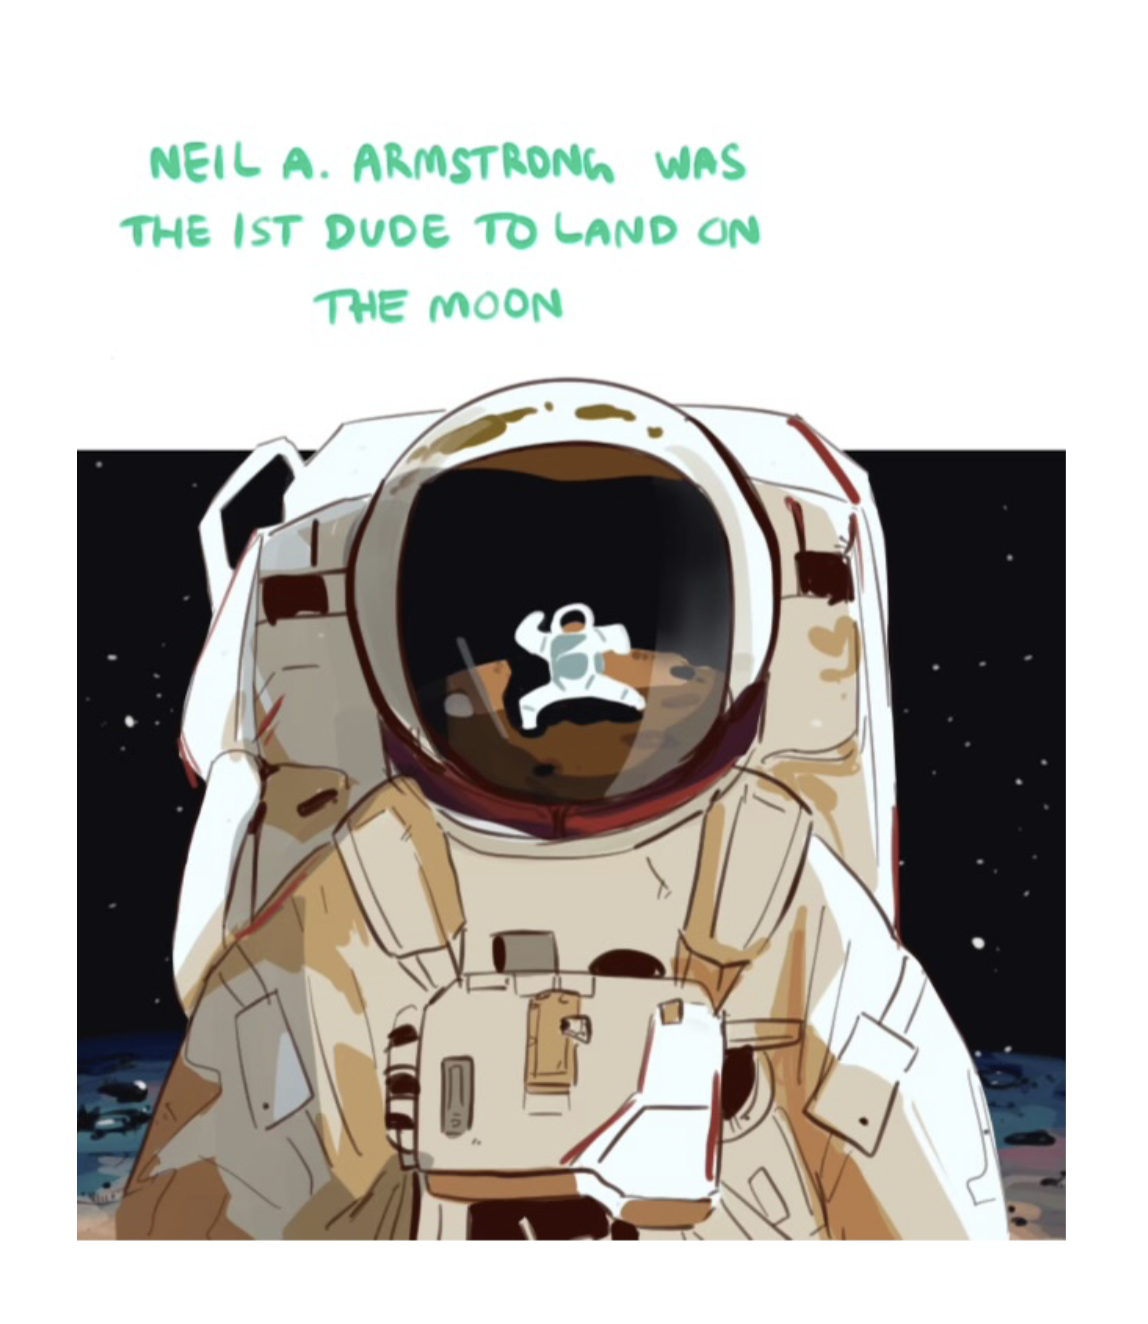 NEIL A. ARMSTRONG WAS
THE 1ST DUDE TO LAND ON
THE MOON